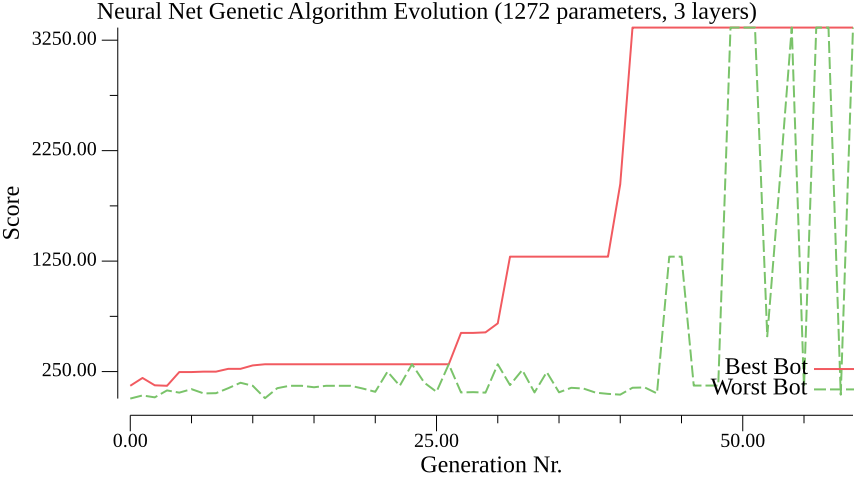 Neural Net Genetic Algorithm Evolution (1272 parameters, 3 layers)
3250.00
2250.00
1250.00
250.00
Score
Best Bot
Worst Bot
0.00 25.00 50.00
Generation Nr.